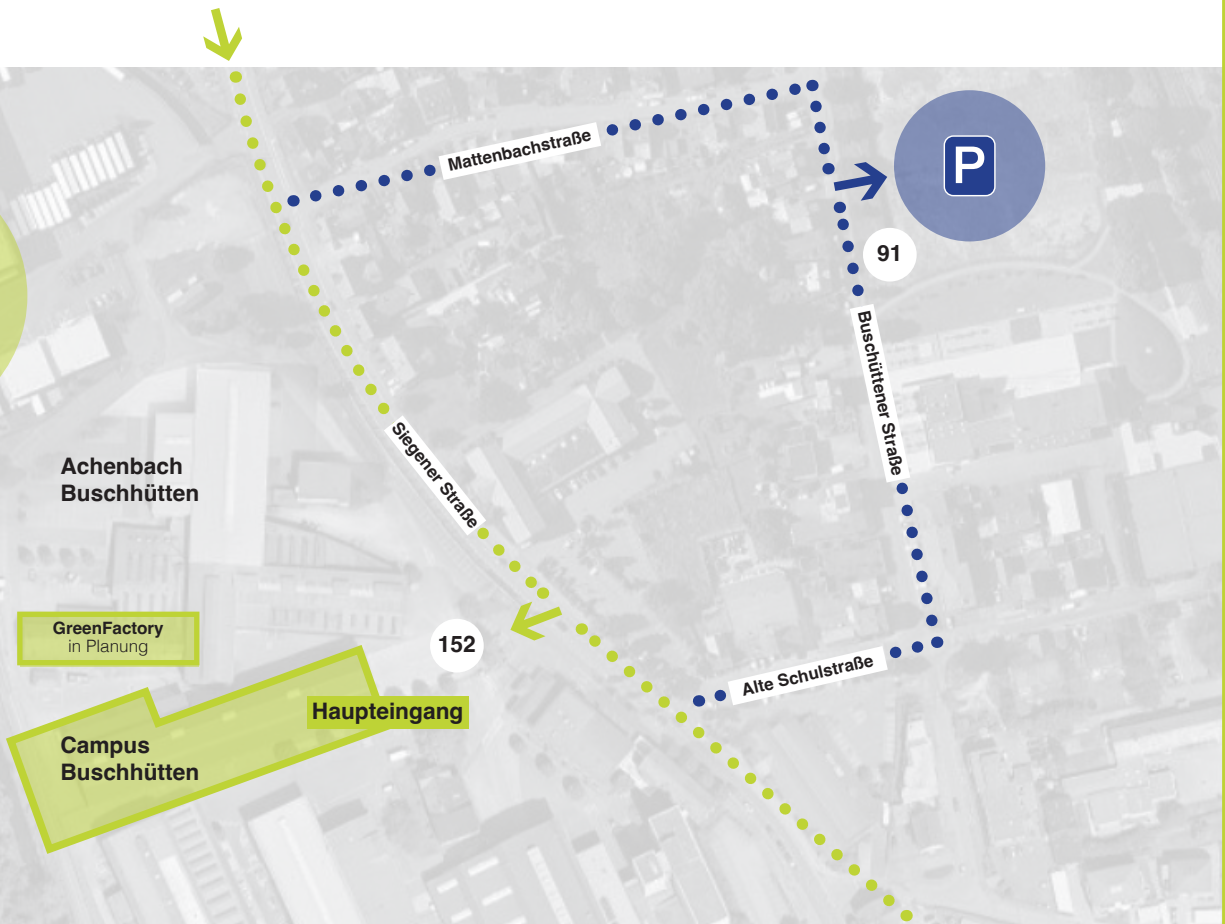 Mattenbachstraße
P
91
Buschüttener Straße
Siegener Straße
Achenbach
Buschhütten
GreenFactory
in Planung
152
Alte Schulstraße
Haupteingang
Campus
Buschhütten